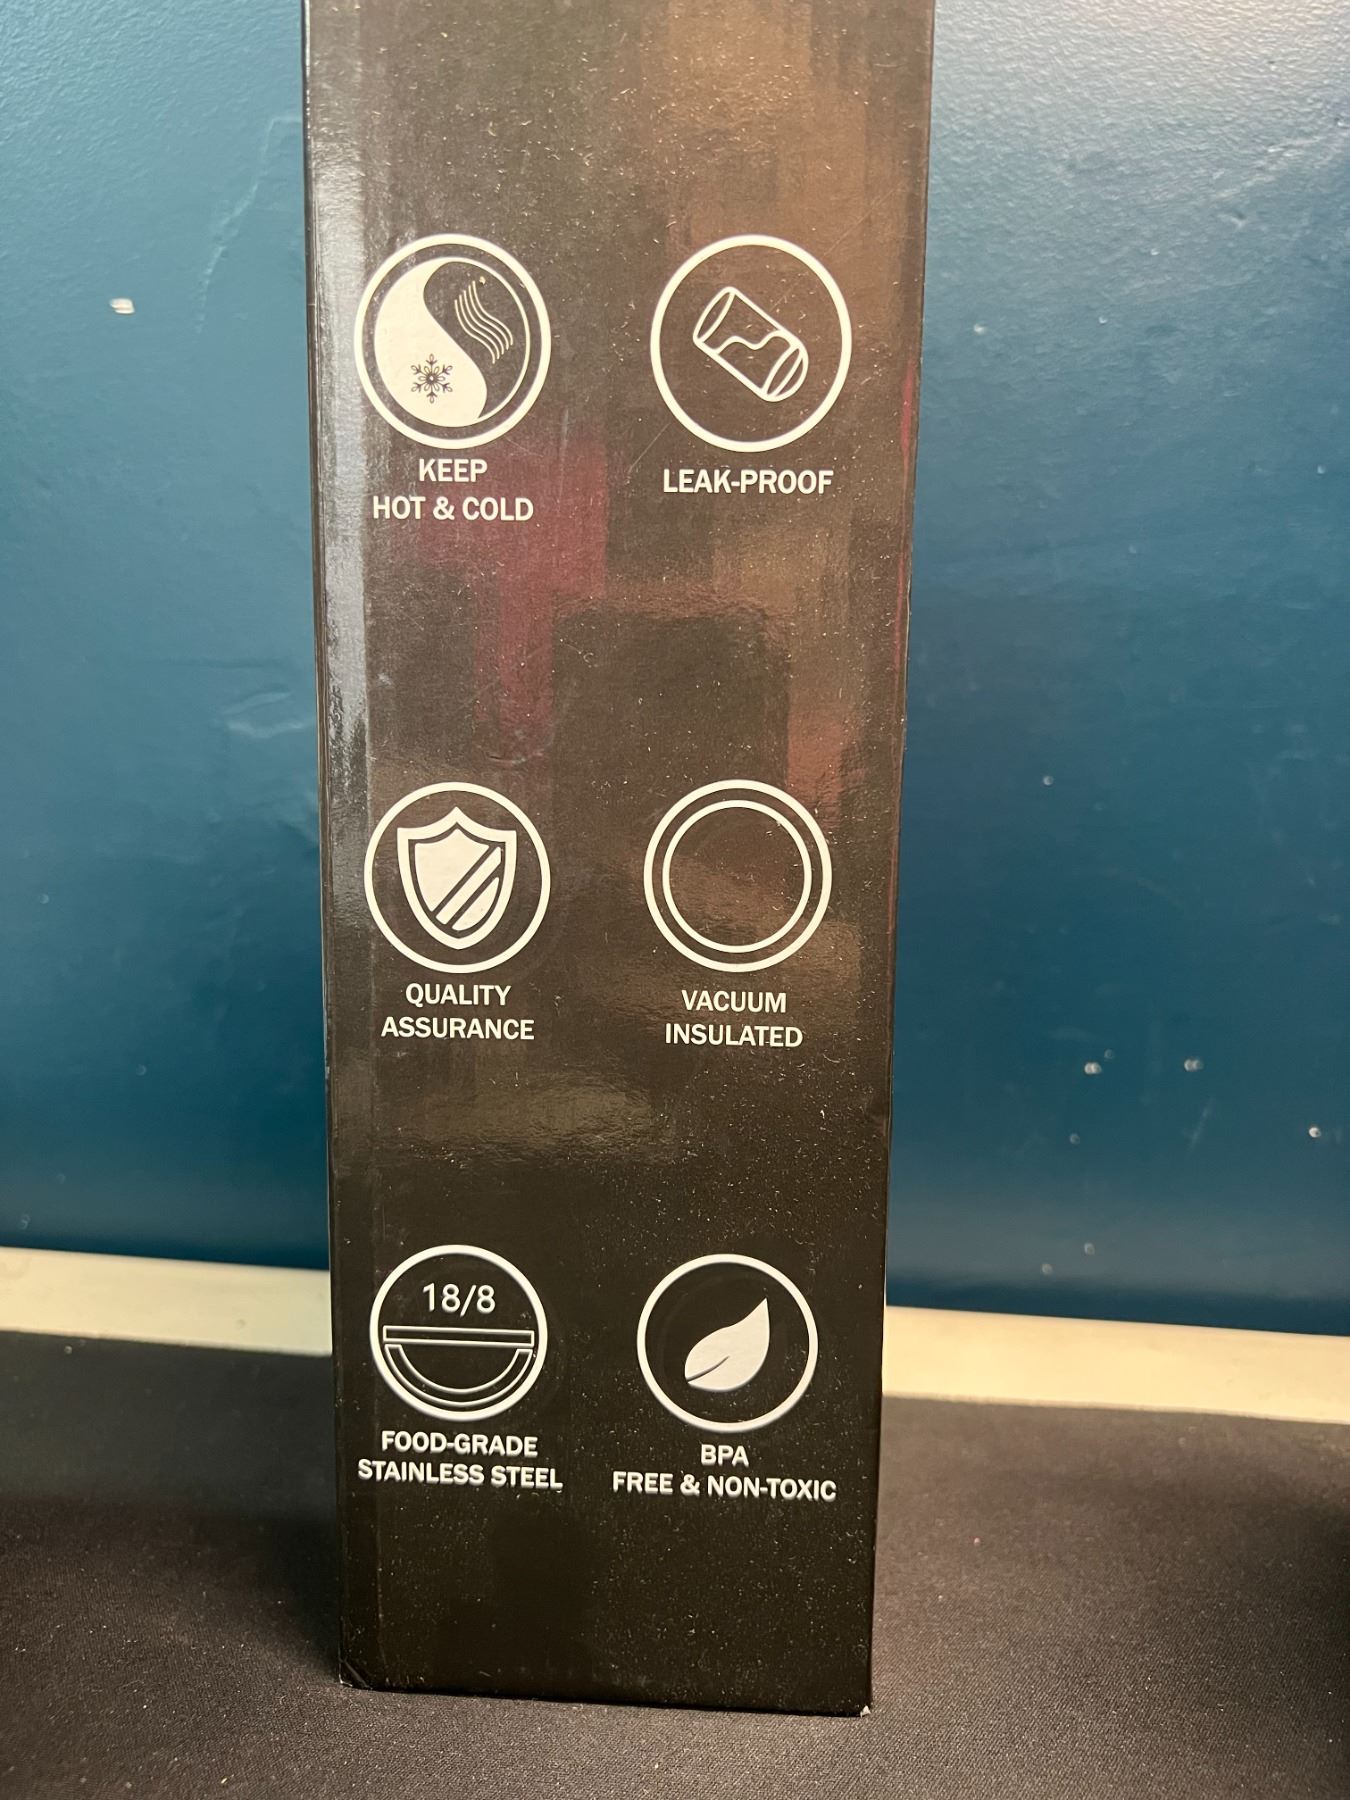 KEEP
HOT & COLD
LEAK-PROOF
QUALITY
ASSURANCE
VACUUM
INSULATED
18/8
FOOD-GRADE
STAINLESS STEEL
BPA
FREE & NON-TOXIC